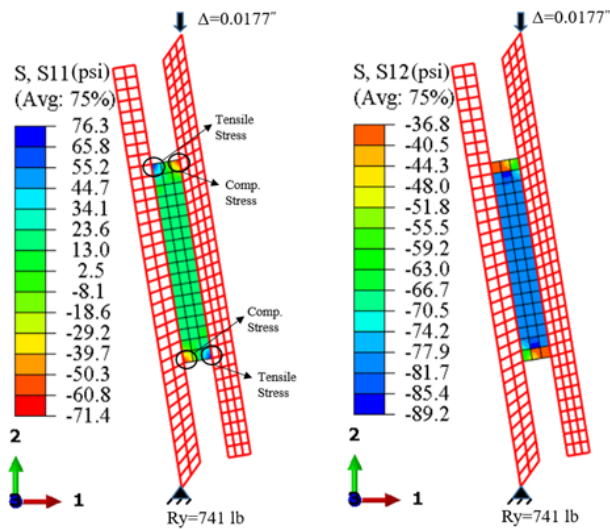 Δ=0.0177"
S, S11(psi)
(Avg: 75%)
76.3
65.8
55.2
44.7
34.1
23.6
13.0
2.5
-8.1
-18.6
-29.2
-39.7
-50.3
-60.8
-71.4
Tensile
Stress
Comp.
Stress
Comp.
Stress
Tensile
Stress
2
1
Ry=741 lb
Δ=0.0177"
S, S12(psi)
(Avg: 75%)
-36.8
-40.5
-44.3
-48.0
-51.8
-55.5
-59.2
-63.0
-66.7
-70.5
-74.2
-77.9
-81.7
-85.4
-89.2
2
1
Ry=741 lb